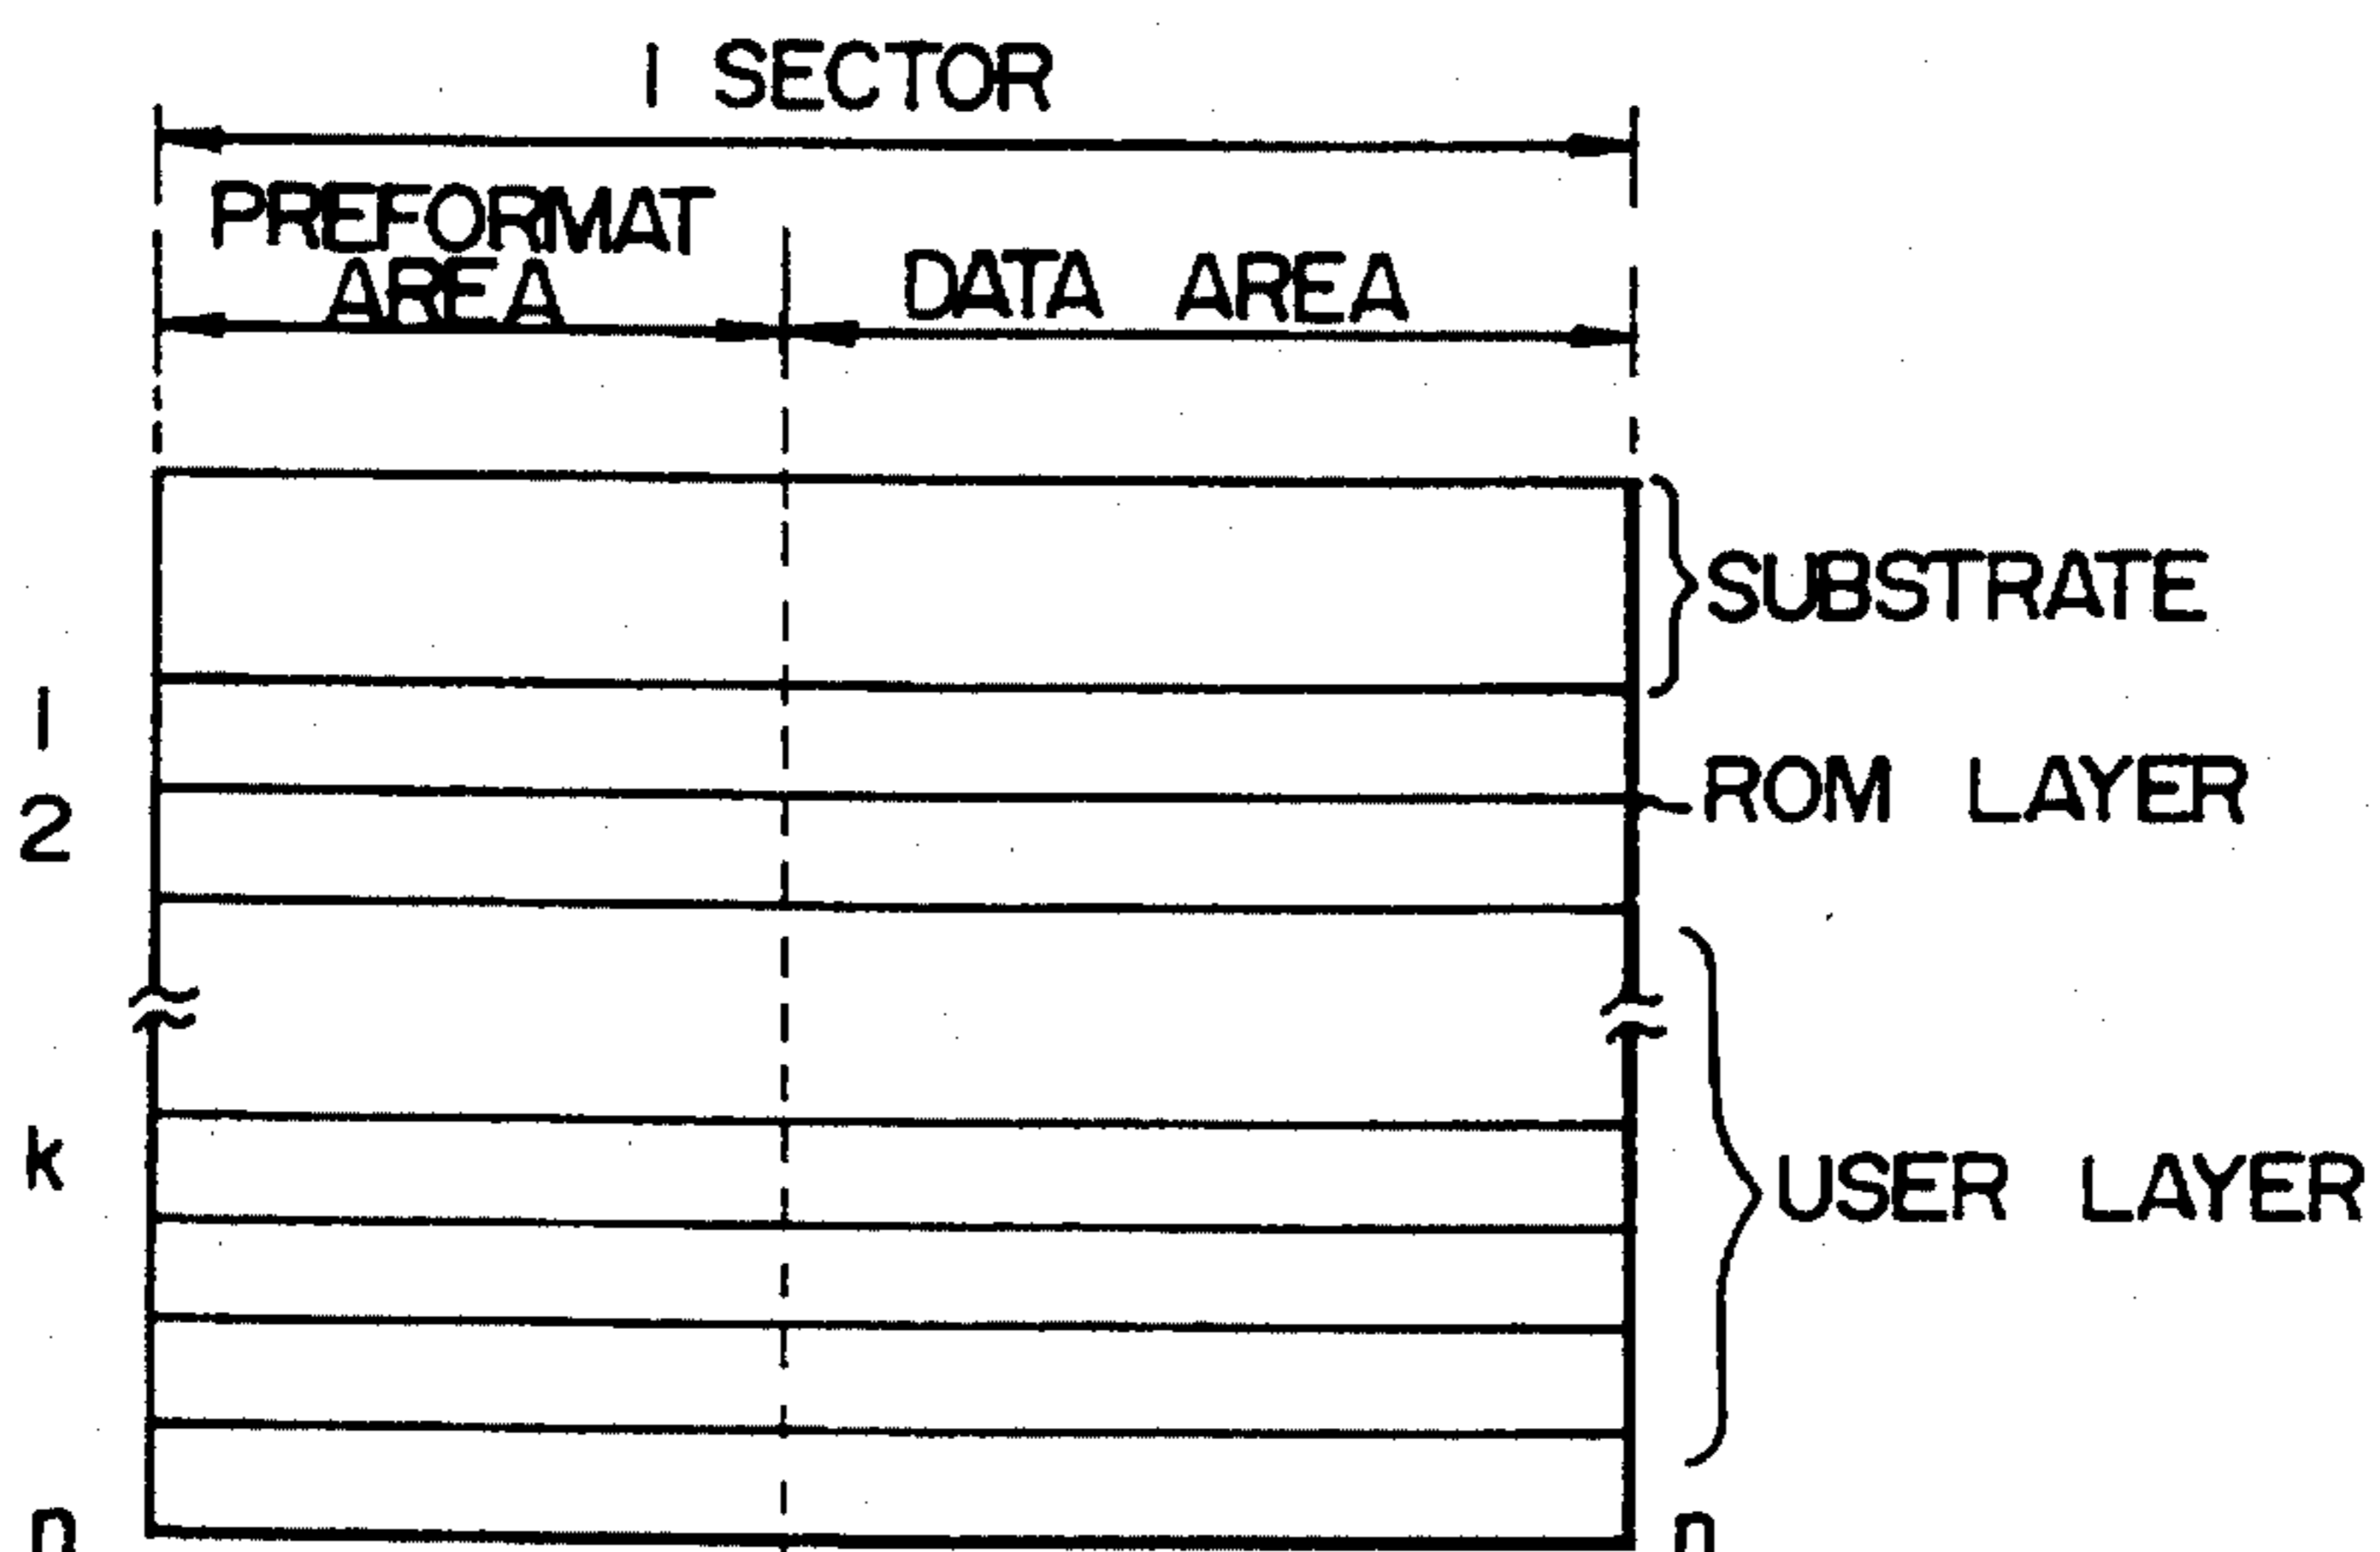 1 SECTOR
PREFORMAT
AREA
DATA AREA
SUBSTRATE
1
ROM LAYER
2
k
USER LAYER
n
n